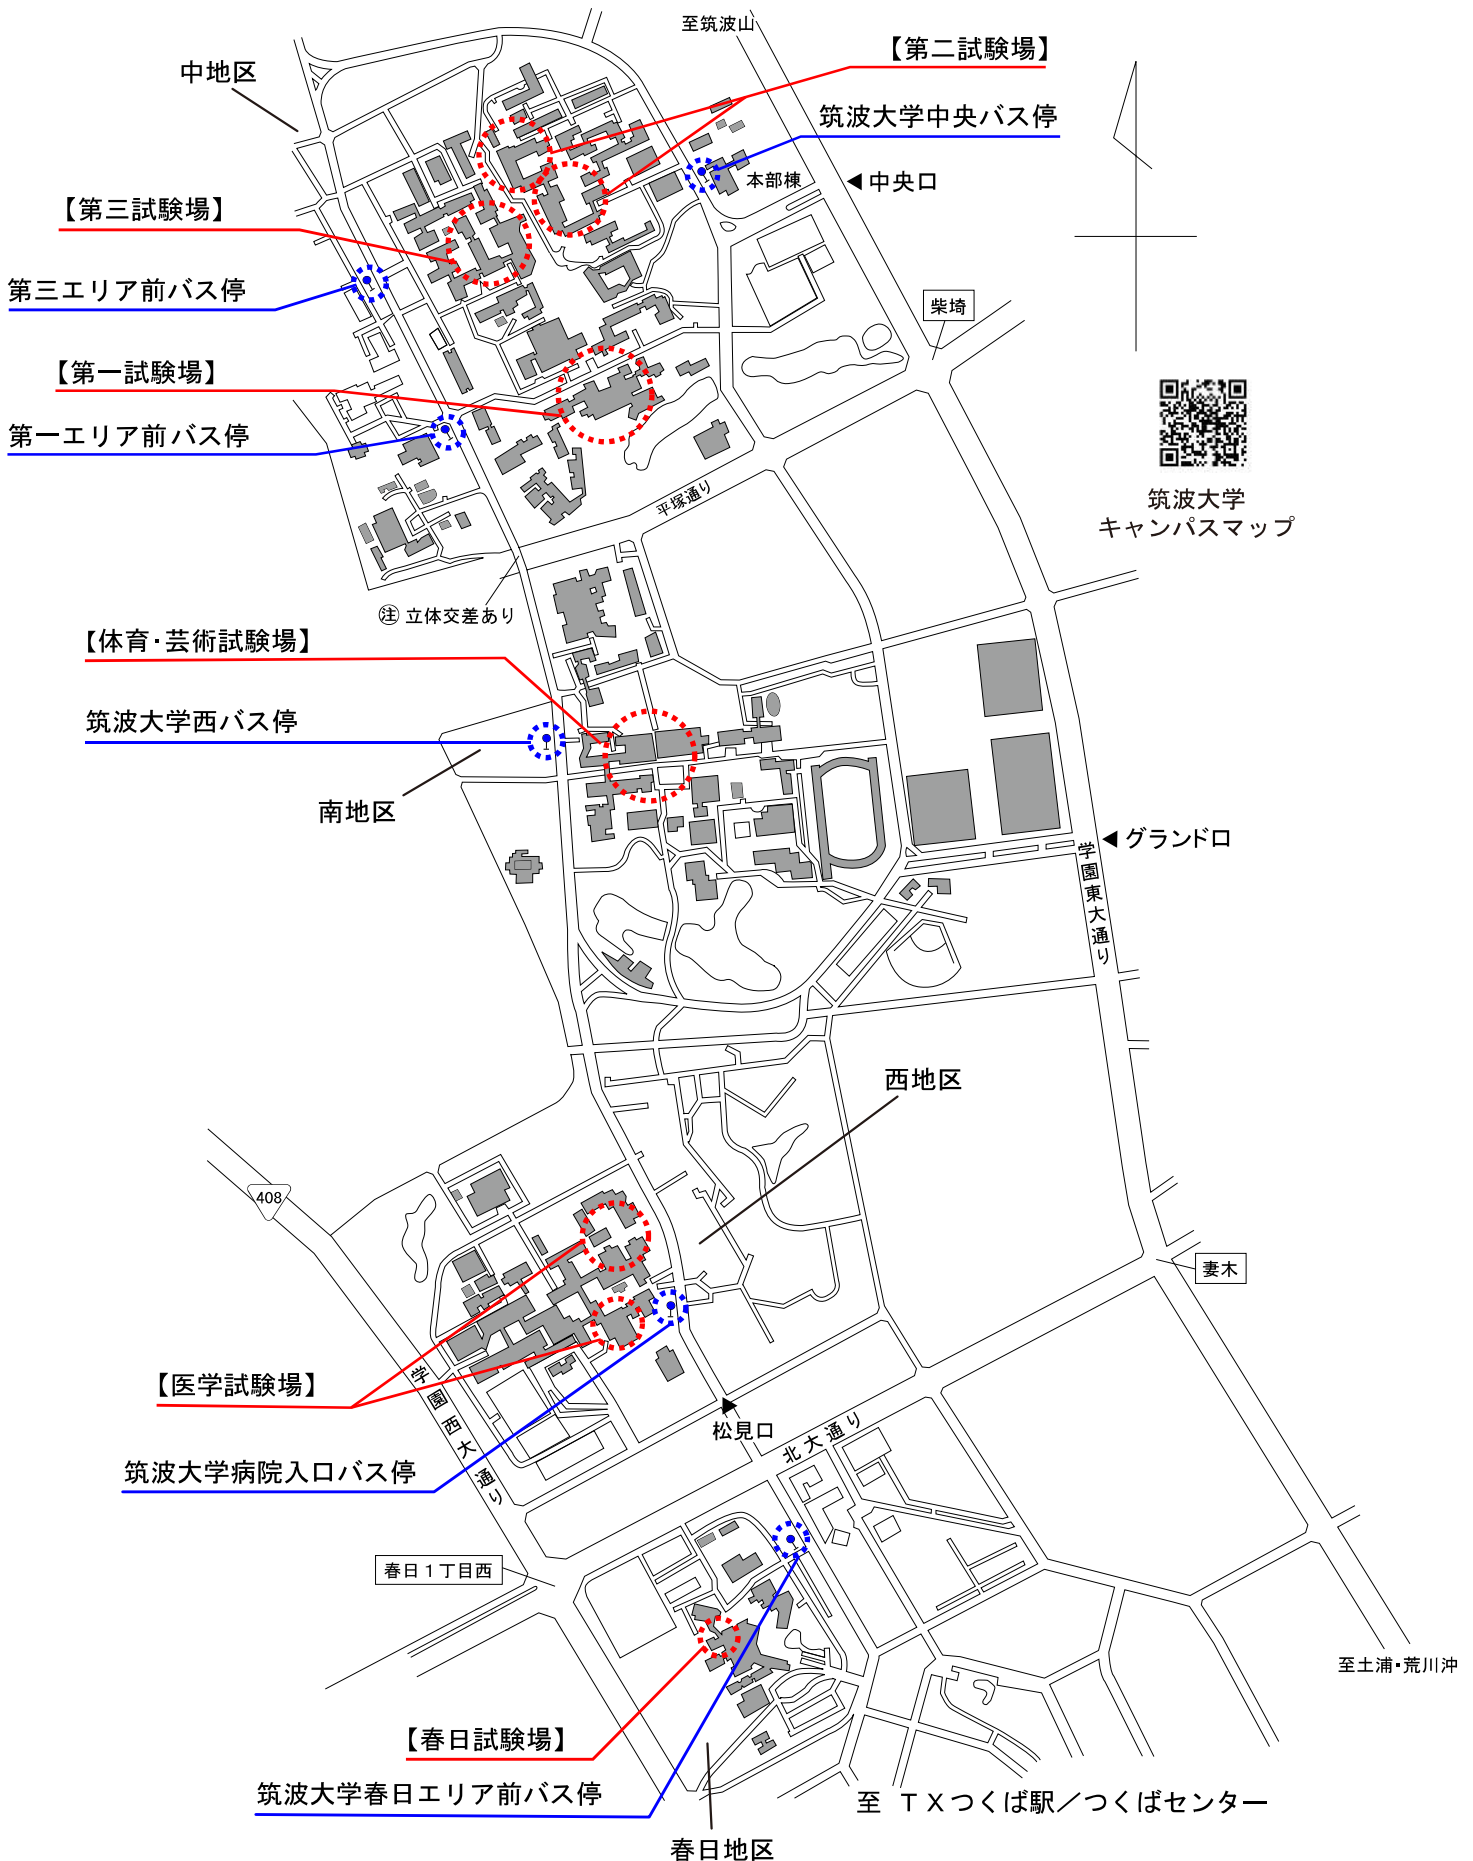 至筑波山
【第二試験場】
中地区
筑波大学中央バス停
本部棟
◀ 中央口
【第三試験場】
第三エリア前バス停
柴埼
【第一試験場】
第一エリア前バス停
平塚通り
筑波大学
キャンパスマップ
㊟ 立体交差あり
【体育・芸術試験場】
筑波大学西バス停
南地区
◀ グランド口
学園東大通り
西地区
408
妻木
【医学試験場】
学園西大通り
松見口
北大通り
筑波大学病院入口バス停
春日1丁目西
至土浦・荒川沖
【春日試験場】
筑波大学春日エリア前バス停
至 TXつくば駅／つくばセンター
春日地区